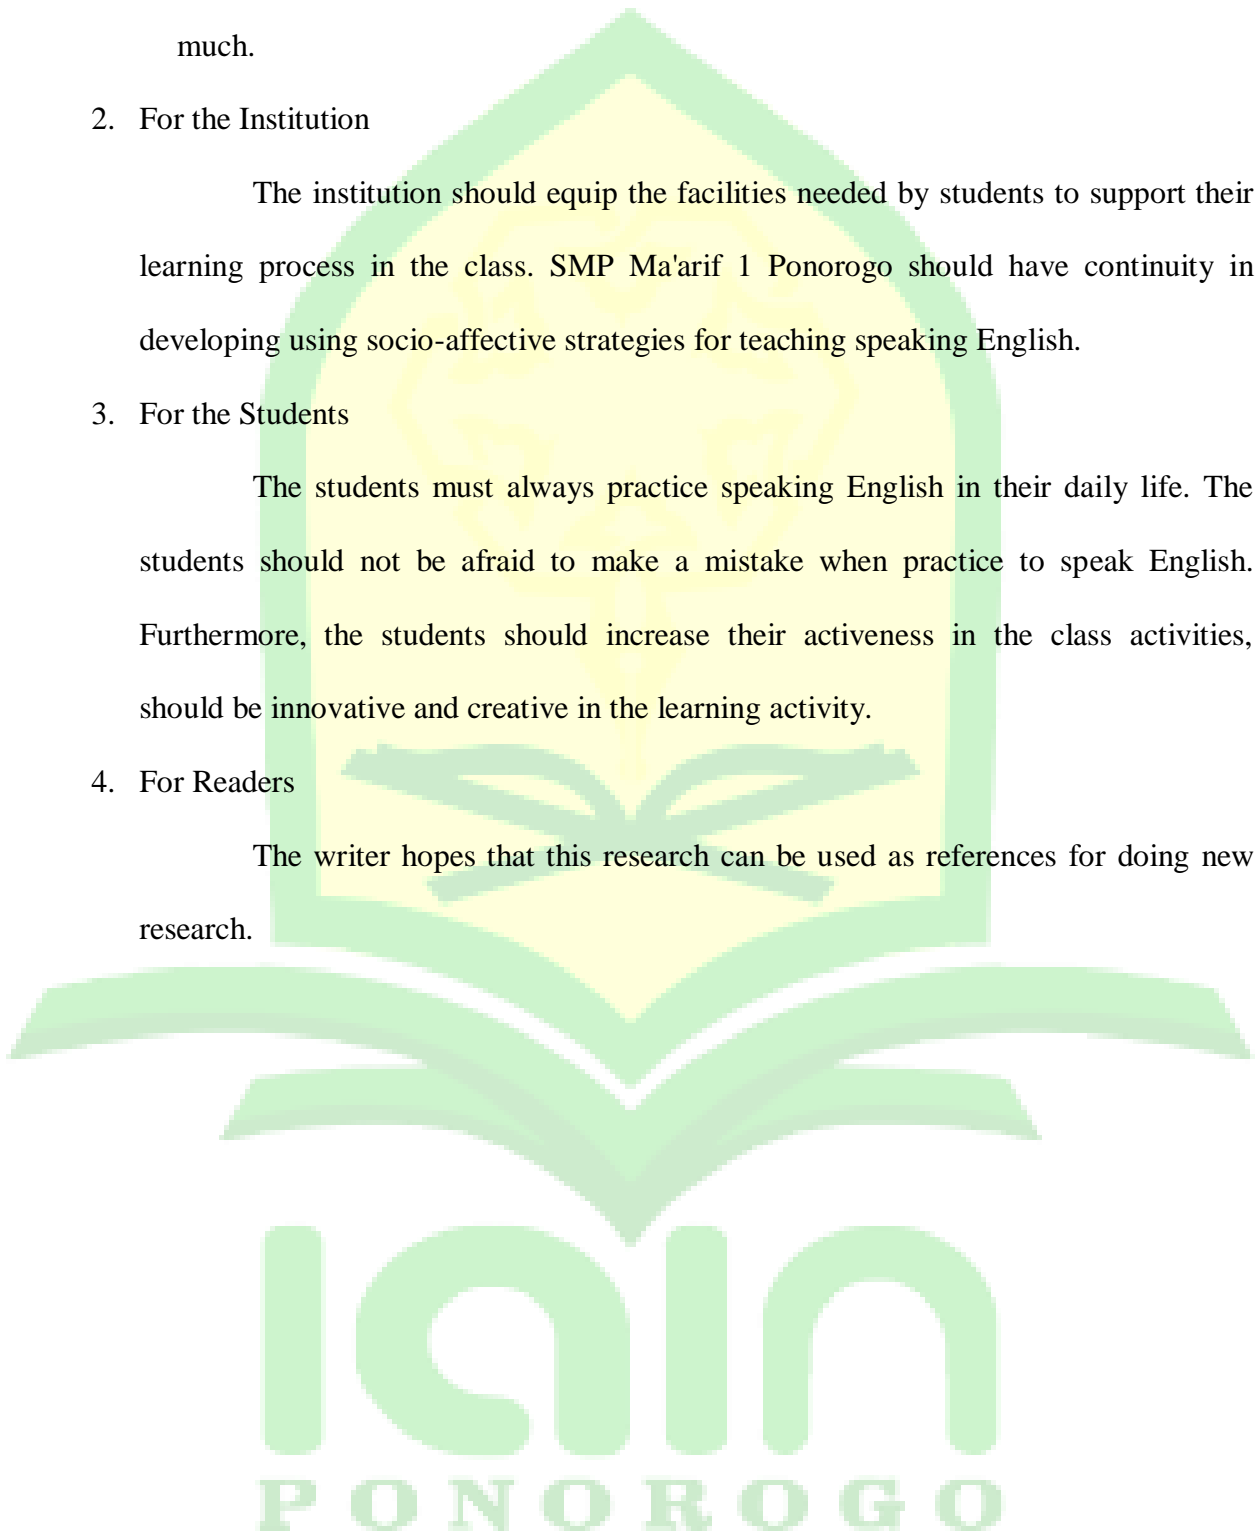 much.
2. For the Institution
The institution should equip the facilities needed by students to support their
learning process in the class. SMP Ma'arif 1 Ponorogo should have continuity in
developing using socio-affective strategies for teaching speaking English.
3. For the Students
The students must always practice speaking English in their daily life. The
students should not be afraid to make a mistake when practice to speak English.
Furthermore, the students should increase their activeness in the class activities,
should be innovative and creative in the learning activity.
4. For Readers
The writer hopes that this research can be used as references for doing new
research.
iain
PONOROGO